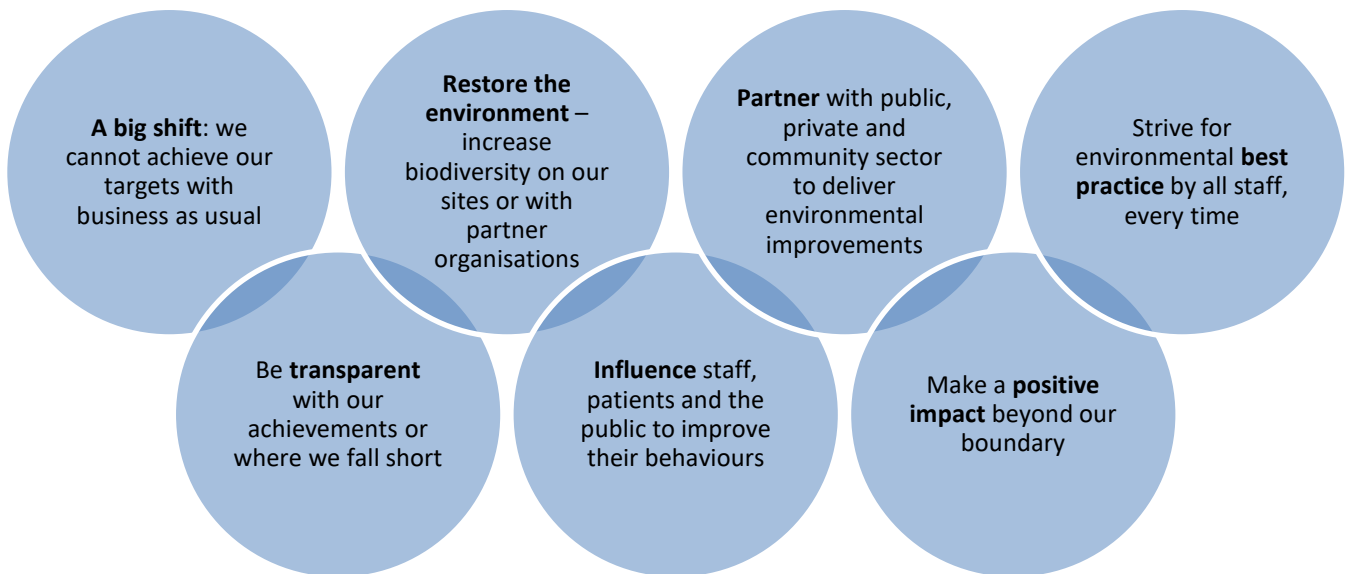 A big shift: we
cannot achieve our
targets with
business as usual
Restore the
environment –
increase
biodiversity on our
sites or with
partner
organisations
Partner with public,
private and
community sector
to deliver
environmental
improvements
Strive for
environmental best
practice by all staff,
every time
Be transparent
with our
achievements or
where we fall short
Influence staff,
patients and the
public to improve
their behaviours
Make a positive
impact beyond our
boundary